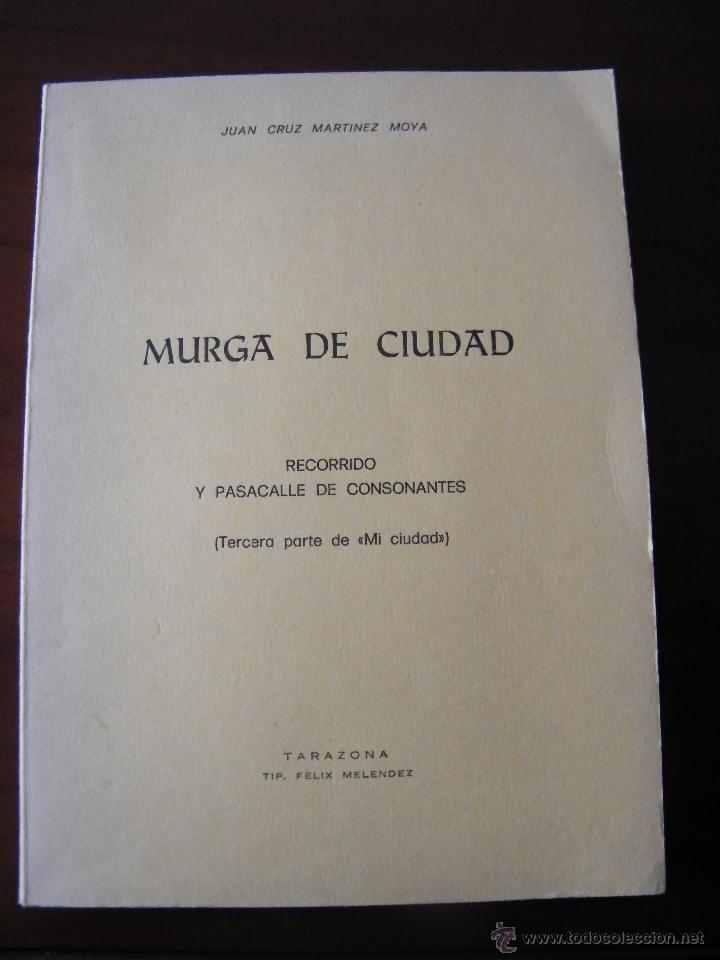 JUAN CRUZ MARTINEZ MOYA
MURGA DE CIUDAD
RECORRIDO
Y PASACALLE DE CONSONANTES
(Tercera parte de «Mi ciudad»)
TARAZONA
TIP. FELIX MELENDEZ
© www.todocoleccion.net